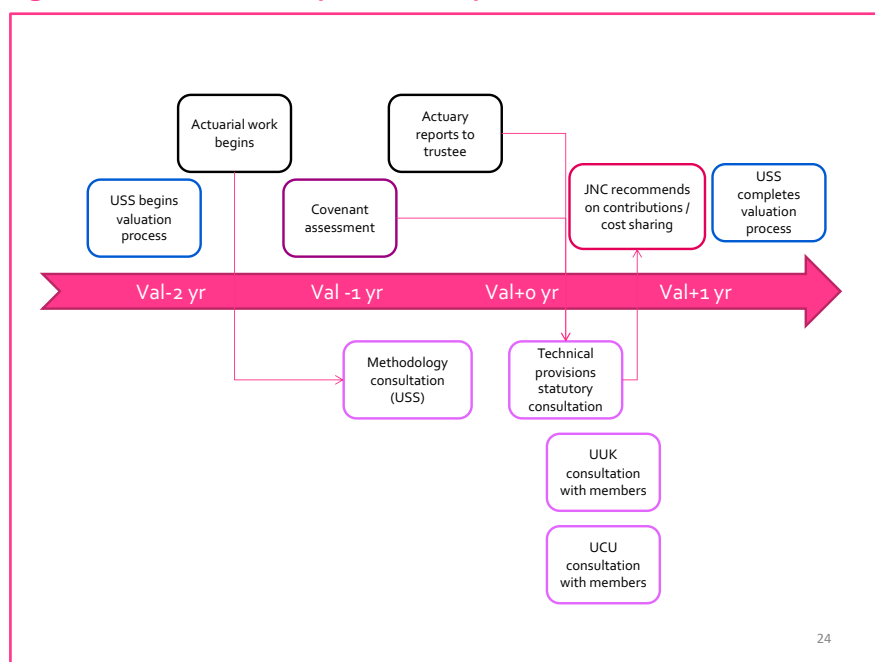 Actuarial work
begins
Actuary
reports to
trustee
USS begins
valuation
process
Covenant
assessment
JNC recommends
on contributions /
cost sharing
USS
completes
valuation
process
Val-2 yr
Val -1 yr
Val+0 yr
Val+1 yr
Methodology
consultation
(USS)
Technical
provisions
statutory
consultation
UUK
consultation
with members
UCU
consultation
with members
24